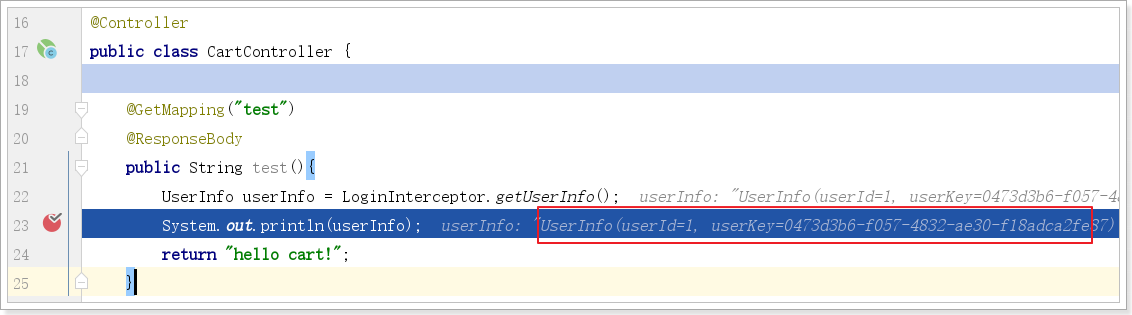 16 @Controller
17 public class CartController {
18
19 @GetMapping("test")
20 @ResponseBody
21 public String test(){
22 UserInfo userInfo = LoginInterceptor.getUserInfo(); userInfo: "UserInfo(userId=1, userKey=0473d3b6-f057-48
23 System.out.println(userInfo); userInfo: "UserInfo(userId=1, userKey=0473d3b6-f057-4832-ae30-f18adca2fe87)
24 return "hello cart!";
25 }